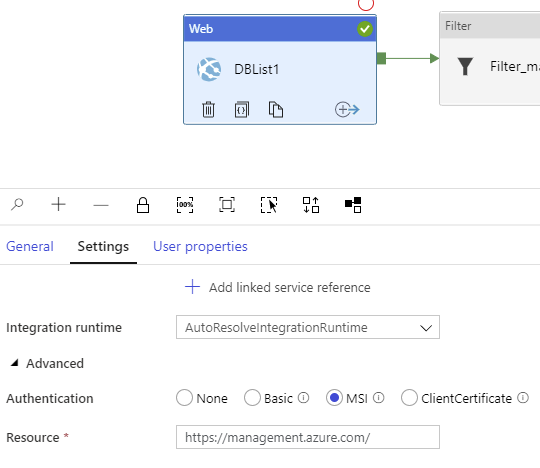 Web
Filter
DBList1
Filter_ma
100%
General Settings User properties
Add linked service reference
Integration runtime AutoResolveIntegrationRuntime
Advanced
Authentication None Basic MSI ClientCertificate
Resource * https://management.azure.com/